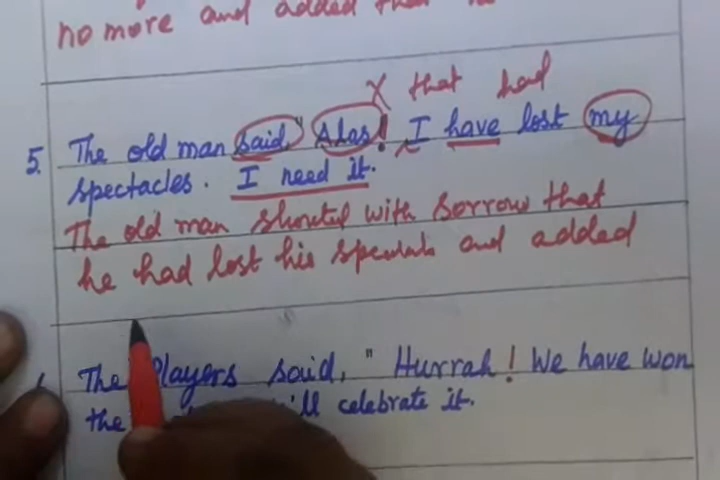 no more and added that he
X that had
5. The old man said, "Alas! I have lost my
spectacles. I need it.
The old man shouted with sorrow that
he had lost his and added
The Players said, " Hurrah! We have won
the celebrate it.